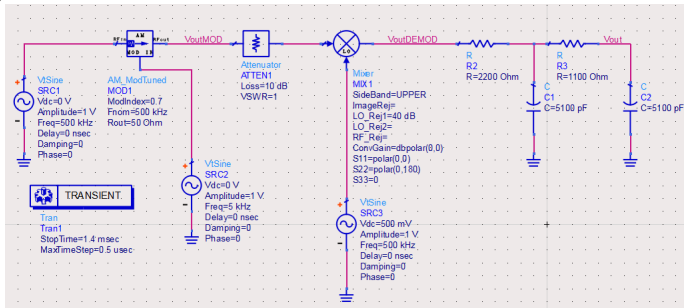 RFin
AM
RFout
MOD IN
VoutMOD
VoutDEMOD
Vout
LO
VtSine
SRC1
Vdc=0 V
Amplitude=1 V
Freq=500 kHz
Delay=0 nsec
Damping=0
Phase=0
AM_ModTuned
MOD1
ModIndex=0.7
Fnom=500 kHz
Rout=50 Ohm
Attenuator
ATTEN1
Loss=10 dB
VSWR=1
Mixer
MIX1
SideBand=UPPER
ImageRej=
LO_Rej1=40 dB
LO_Rej2=
RF_Rej=
ConvGain=dbpolar(0,0)
S11=polar(0,0)
S22=polar(0,180)
S33=0
R
R2
R=2200 Ohm
R
R3
R=1100 Ohm
C
C1
C=5100 pF
C
C2
C=5100 pF
VtSine
SRC2
Vdc=0 V
Amplitude=1 V
Freq=5 kHz
Delay=0 nsec
Damping=0
Phase=0
TRANSIENT
Tran
Tran1
StopTime=1.4 msec
MaxTimeStep=0.5 usec
VtSine
SRC3
Vdc=500 mV
Amplitude=1 V
Freq=500 kHz
Delay=0 nsec
Damping=0
Phase=0